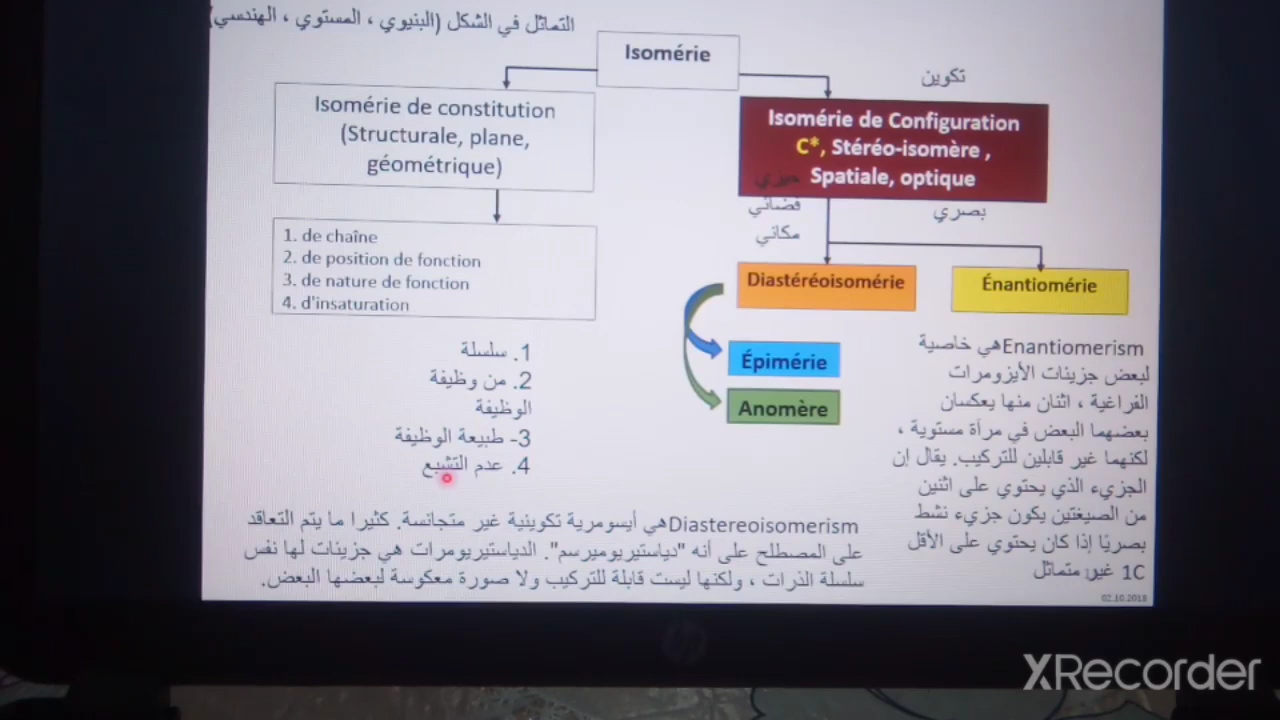 التماثل في الشكل (البنيوي ، المستوي ، الهندسي)
Isomérie
تكوين
Isomérie de constitution
(Structurale, plane,
géométrique)
Isomérie de Configuration
C*, Stéréo-isomère ,
Spatiale, optique
حيزي
فضائي
مكاني
بصري
1. de chaîne
2. de position de fonction
3. de nature de fonction
4. d'insaturation
Diastéréoisomérie
Énantiomérie
Épimérie
Anomère
1. سلسلة
2. من وظيفة
الوظيفة
3- طبيعة الوظيفة
4. عدم التشبع
Enantiomerismهي خاصية
لبعض جزيئات الأيزومرات
الفراغية ، اثنان منها يعكسان
بعضهما البعض في مرآة مستوية ،
لكنهما غير قابلين للتركيب. يقال إن
الجزيء الذي يحتوي على اثنين
من الصيغتين يكون جزيء نشط
بصريًا إذا كان يحتوي على الأقل
1C غير متماثل
Diastereoisomerismهي أيسومرية تكوينية غير متجانسة. كثيرا ما يتم التعاقد
على المصطلح على أنه "دياستيريوميرسم". الدياستيريومرات هي جزيئات لها نفس
سلسلة الذرات ، ولكنها ليست قابلة للتركيب ولا صورة معكوسة لبعضها البعض.
02.10.2018
hp
XRecorder